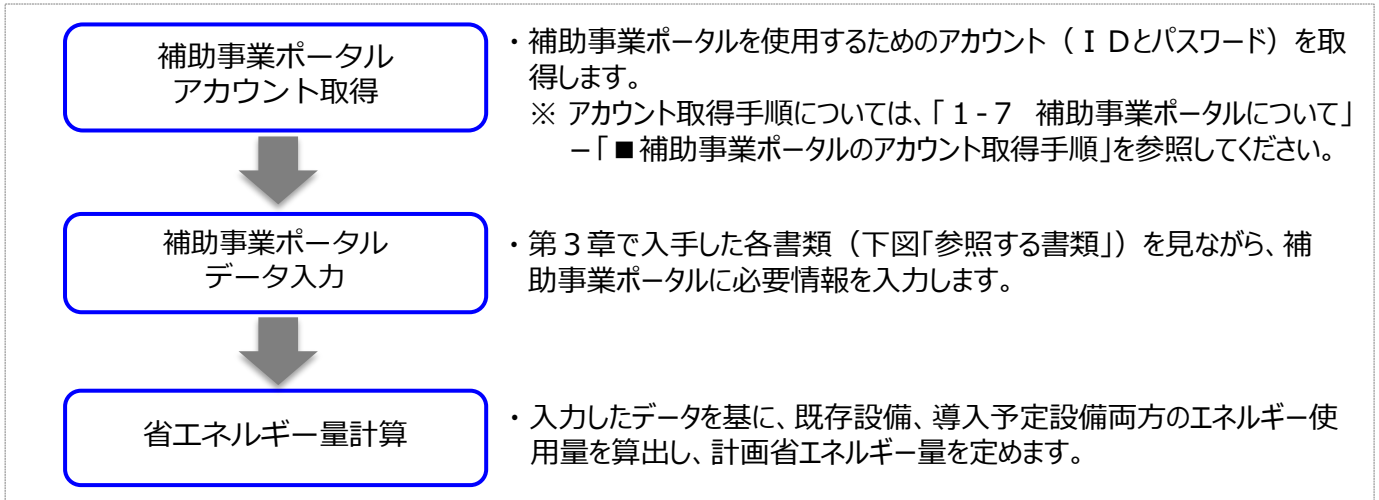 補助事業ポータル
アカウント取得
・補助事業ポータルを使用するためのアカウント（ＩＤとパスワード）を取
得します。
※ アカウント取得手順については、「１-７ 補助事業ポータルについて」
－「■補助事業ポータルのアカウント取得手順」を参照してください。
補助事業ポータル
データ入力
・第３章で入手した各書類（下図「参照する書類」）を見ながら、補
助事業ポータルに必要情報を入力します。
省エネルギー量計算
・入力したデータを基に、既存設備、導入予定設備両方のエネルギー使
用量を算出し、計画省エネルギー量を定めます。